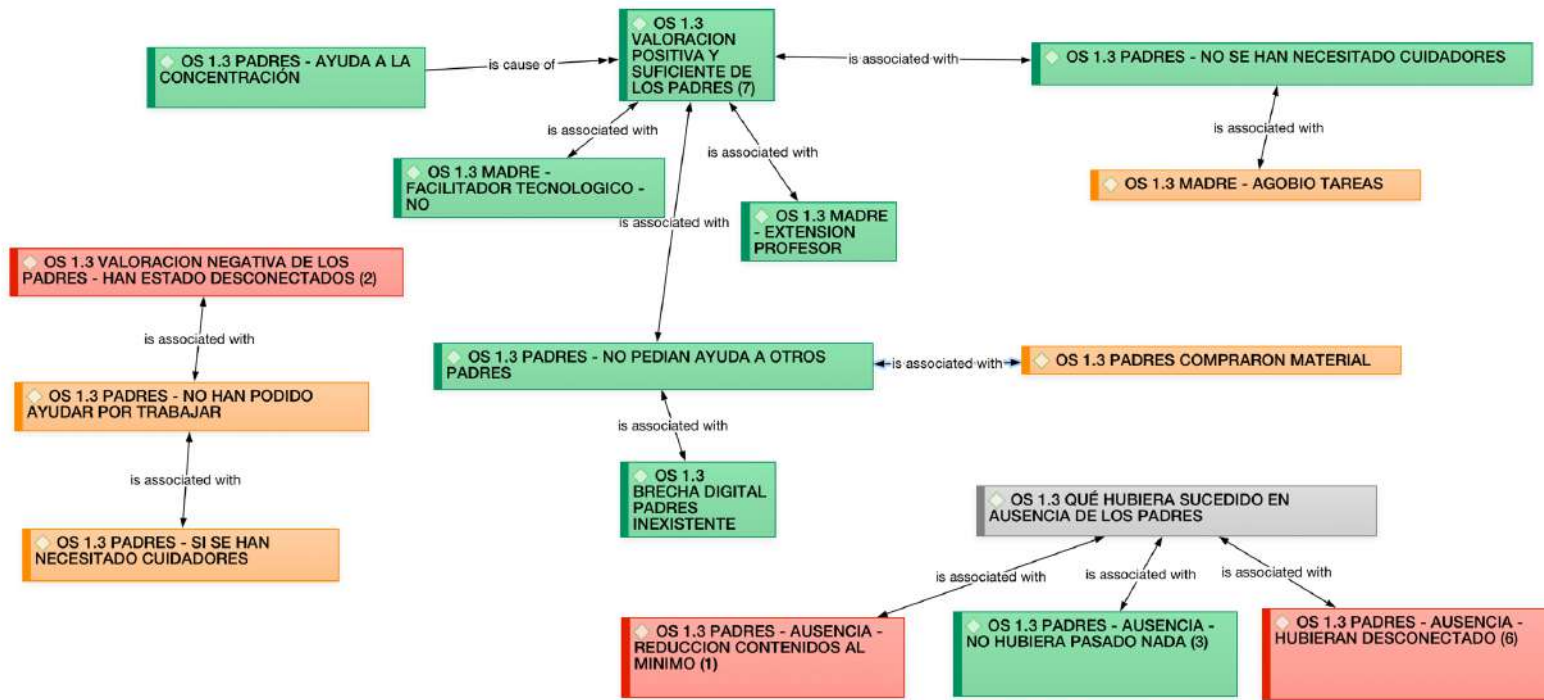 OS 1.3
VALORACION
POSITIVA Y
SUFICIENTE DE
LOS PADRES (7)
OS 1.3 PADRES - AYUDA A LA
CONCENTRACIÓN
is cause of
is associated with
OS 1.3 PADRES - NO SE HAN NECESITADO CUIDADORES
is associated with
is associated with
is associated with
OS 1.3 MADRE -
FACILITADOR TECNOLOGICO -
NO
OS 1.3 MADRE - AGOBIO TAREAS
is associated with
OS 1.3 MADRE
- EXTENSION
PROFESOR
OS 1.3 VALORACION NEGATIVA DE LOS
PADRES - HAN ESTADO DESCONECTADOS (2)
is associated with
OS 1.3 PADRES - NO PEDIAN AYUDA A OTROS
PADRES
is associated with
OS 1.3 PADRES COMPRARON MATERIAL
OS 1.3 PADRES - NO HAN PODIDO
AYUDAR POR TRABAJAR
is associated with
is associated with
OS 1.3
BRECHA DIGITAL
PADRES
INEXISTENTE
OS 1.3 QUÉ HUBIERA SUCEDIDO EN
AUSENCIA DE LOS PADRES
OS 1.3 PADRES - SI SE HAN
NECESITADO CUIDADORES
is associated with
is associated with
is associated with
OS 1.3 PADRES - AUSENCIA -
REDUCCION CONTENIDOS AL
MINIMO (1)
OS 1.3 PADRES - AUSENCIA -
NO HUBIERA PASADO NADA (3)
OS 1.3 PADRES - AUSENCIA -
HUBIERAN DESCONECTADO (6)